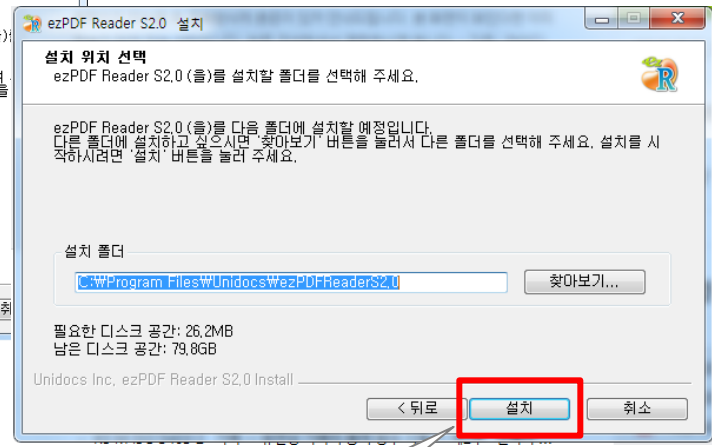 ezPDF Reader S2.0 설치
설치 위치 선택
ezPDF Reader S2.0 (을)를 설치할 폴더를 선택해 주세요.
ezPDF Reader S2.0 (을)를 다음 폴더에 설치할 예정입니다.
다른 폴더에 설치하고 싶으시면 '찾아보기' 버튼을 눌러서 다른 폴더를 선택해 주세요. 설치를 시
작하시려면 '설치' 버튼을 눌러 주세요.
설치 폴더
C:₩Program Files₩Unidocs₩ezPDFReaderS2.0
찾아보기...
필요한 디스크 공간: 26.2MB
남은 디스크 공간: 79.8GB
Unidocs Inc. ezPDF Reader S2.0 Install
< 뒤로
설치
취소